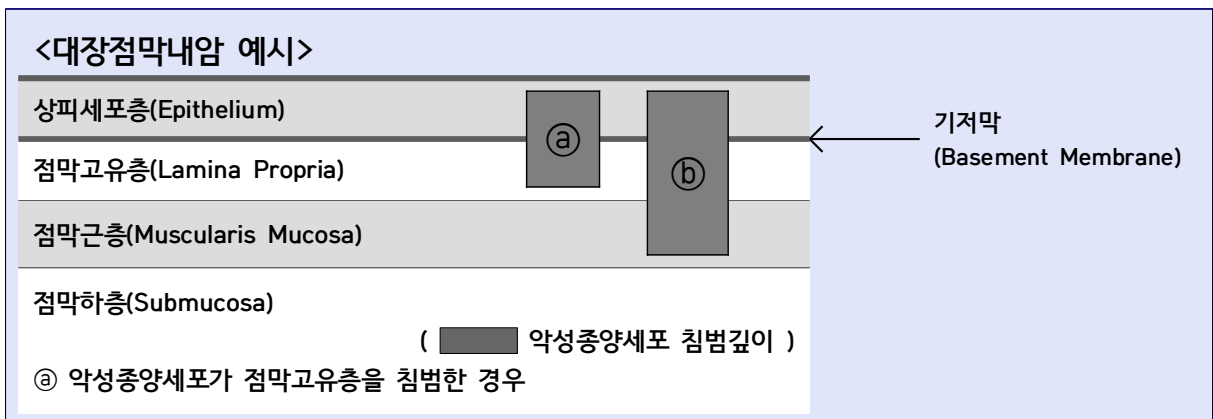 <대장점막내암 예시>
상피세포층(Epithelium)
ⓐ
ⓑ
기저막
(Basement Membrane)
점막고유층(Lamina Propria)
점막근층(Muscularis Mucosa)
점막하층(Submucosa)
( 악성종양세포 침범깊이 )
ⓐ 악성종양세포가 점막고유층을 침범한 경우